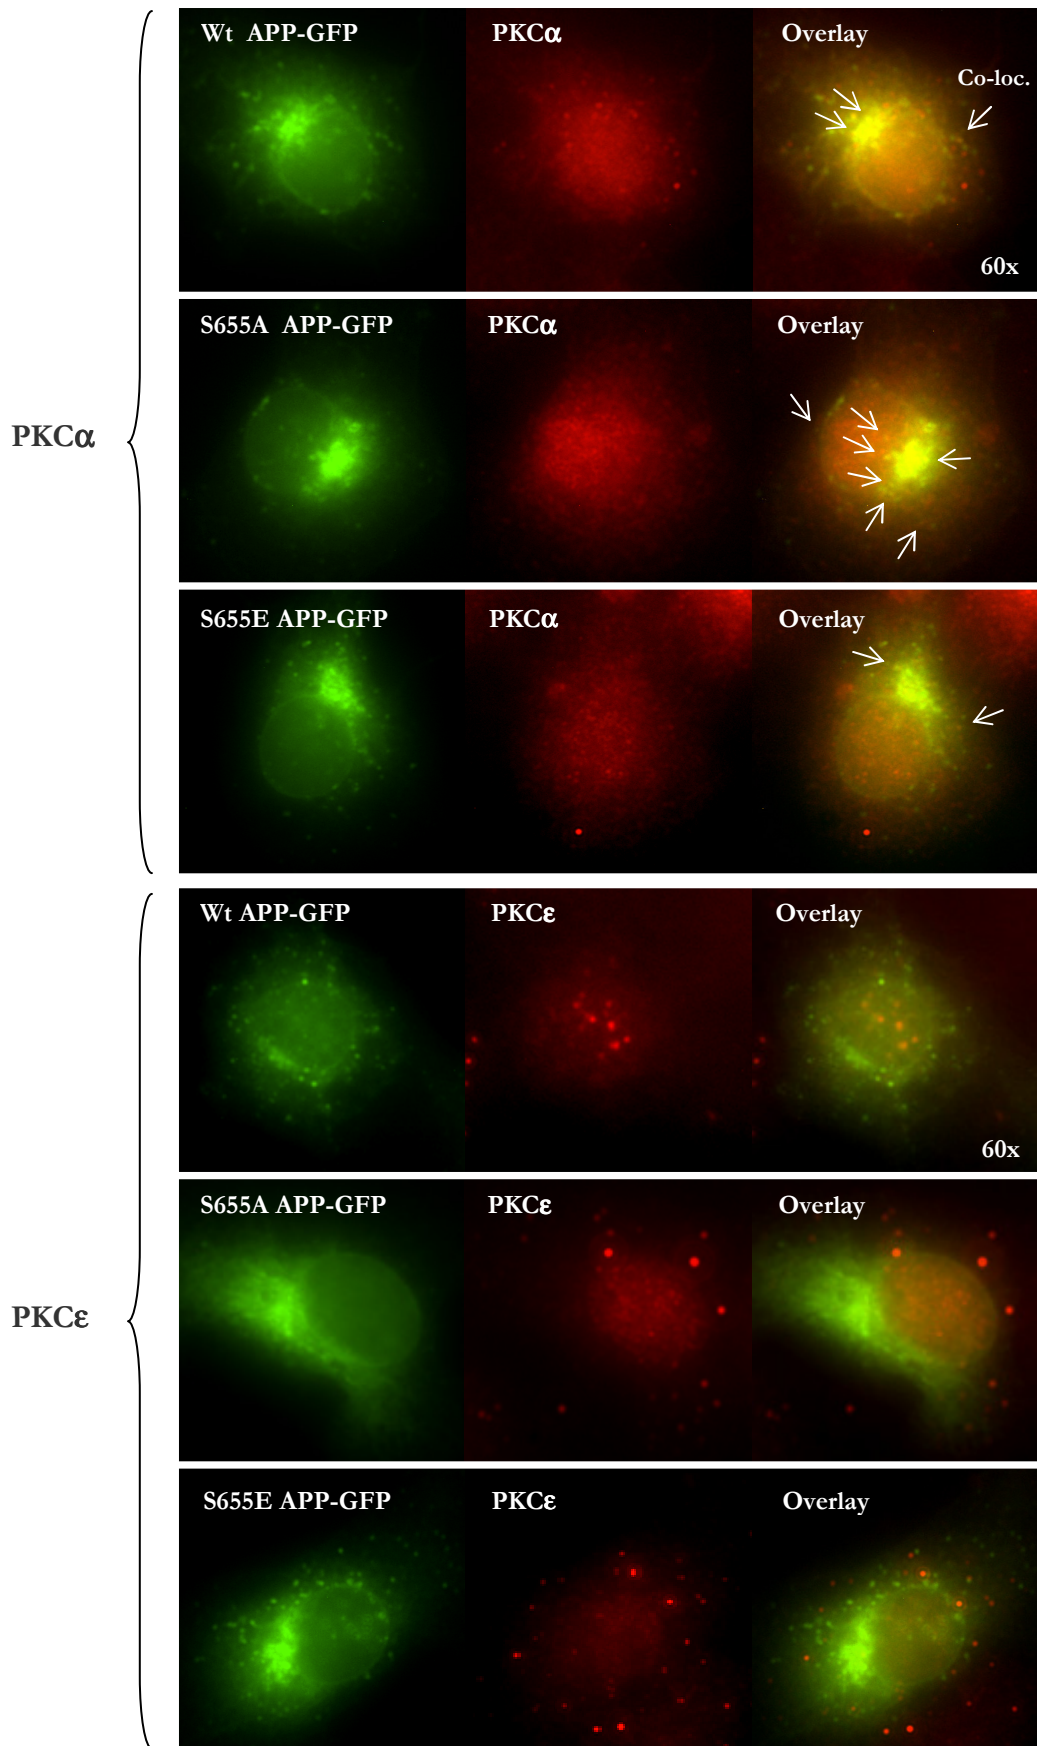 Wt APP-GFP PKCα Overlay
Co-loc.
60x
S655A APP-GFP PKCα Overlay
PKCα
S655E APP-GFP PKCα Overlay
Wt APP-GFP PKCε Overlay
60x
S655A APP-GFP PKCε Overlay
PKCε
S655E APP-GFP PKCε Overlay